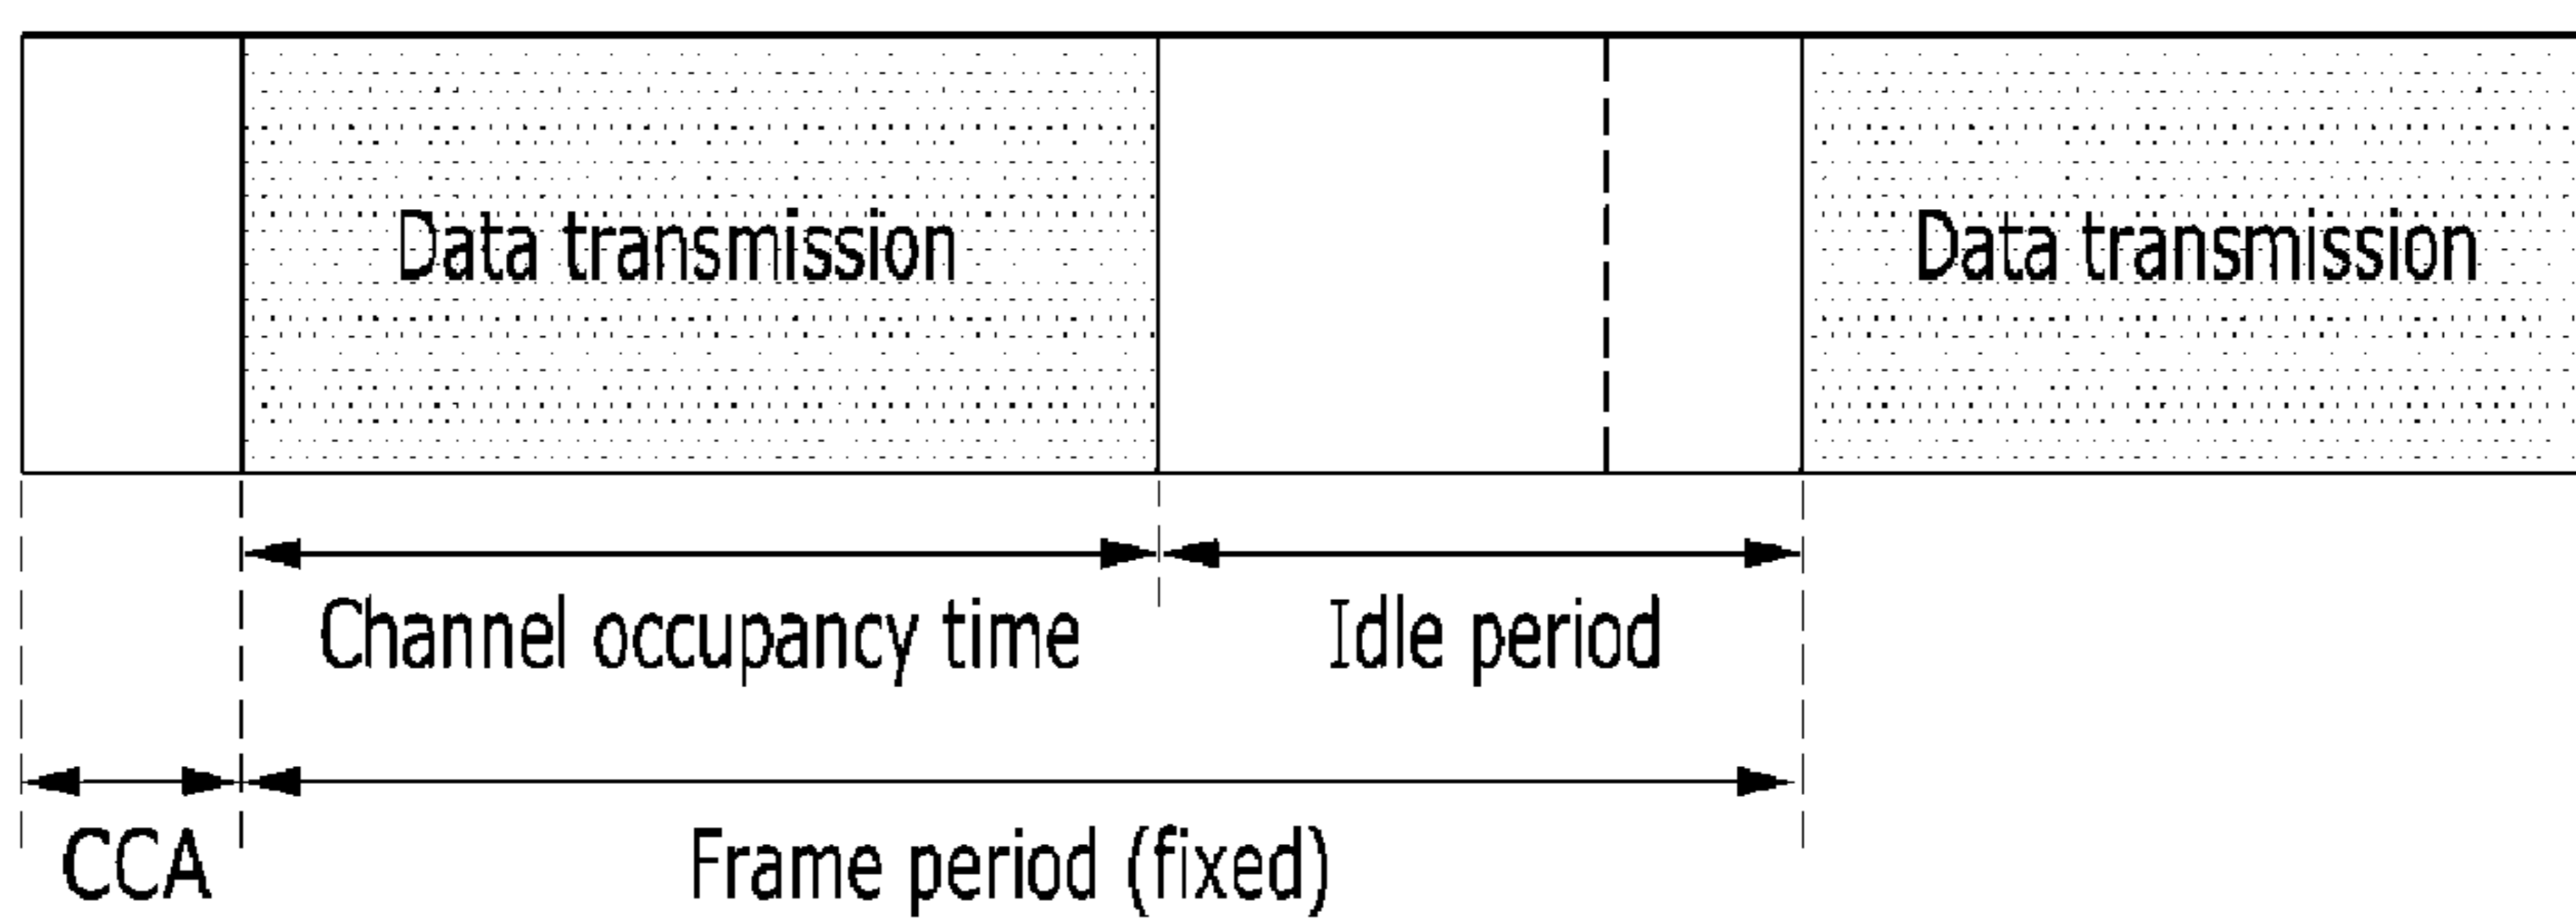 Data transmission
Data transmission
Channel occupancy time
Idle period
CCA
Frame period (fixed)